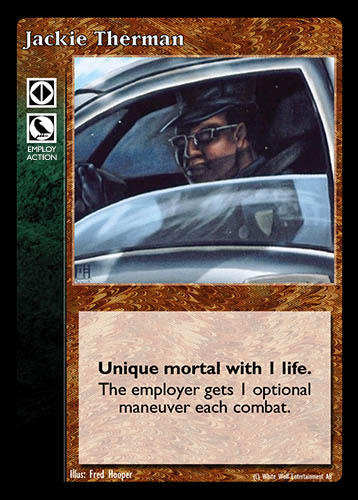 Jackie Therman
EMPLOY
ACTION
FH
Unique mortal with 1 life.
The employer gets 1 optional
maneuver each combat.
Illus: Fred Hooper
(C) White Wolf Entertainment AB